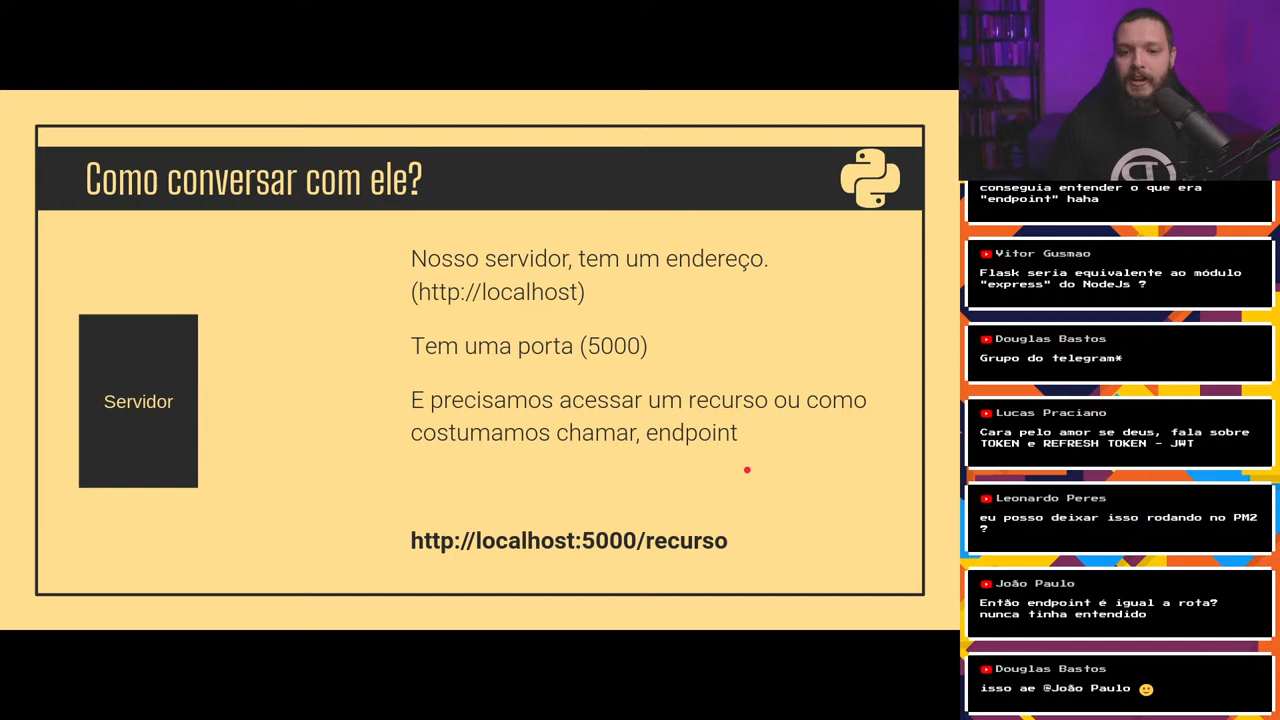 Como conversar com ele?
Nosso servidor, tem um endereço.
(http://localhost)
Tem uma porta (5000)
E precisamos acessar um recurso ou como
costumamos chamar, endpoint
http://localhost:5000/recurso
Servidor
conseguia entender o que era
"endpoint" haha
Vitor Gusmao
Flask seria equivalente ao módulo
"express" do NodeJs ?
Douglas Bastos
Grupo do telegram*
Lucas Praciano
Cara pelo amor se deus, fala sobre
TOKEN e REFRESH TOKEN - JWT
Leonardo Peres
eu posso deixar isso rodando no PM2
?
João Paulo
Então endpoint é igual a rota?
nunca tinha entendido
Douglas Bastos
isso ae @João Paulo 🙂